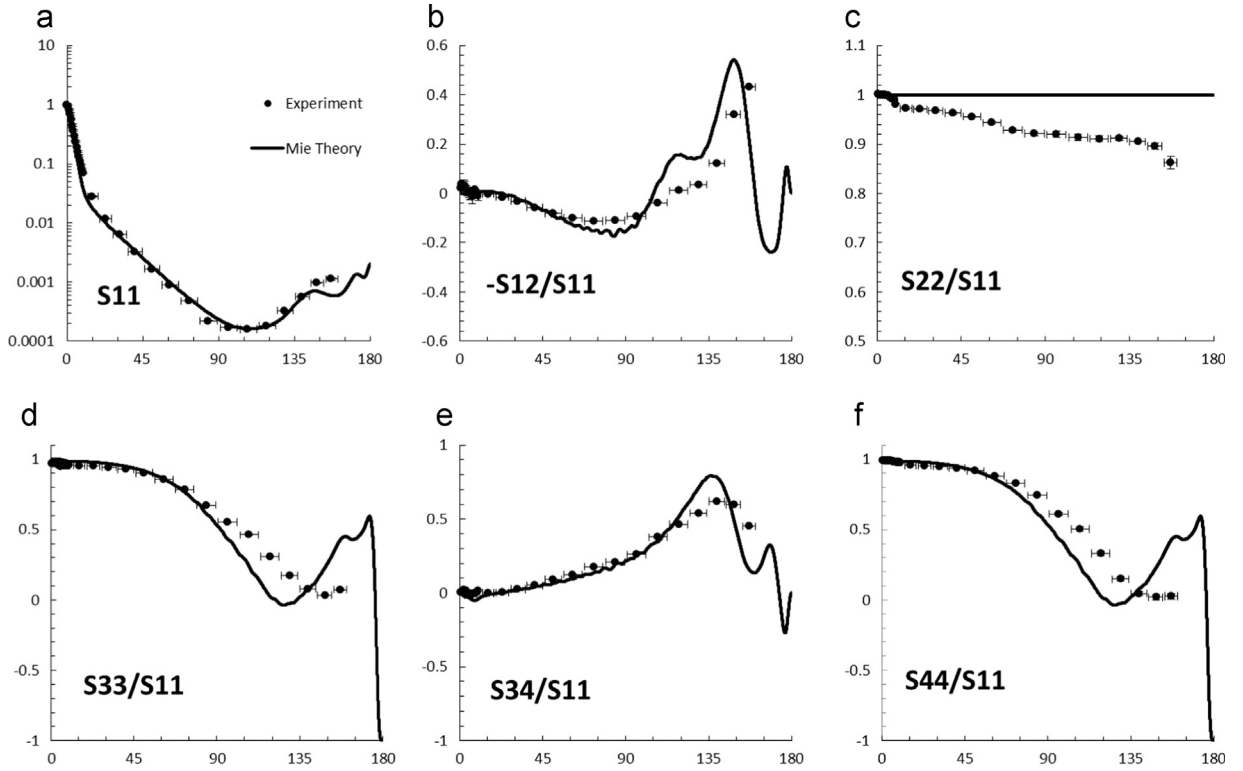 a
10
1
0.1
0.01
0.001
0.0001
0 45 90 135 180
Experiment
Mie Theory
S11
b
0.6
0.4
0.2
0
-0.2
-0.4
-0.6
0 45 90 135 180
-S12/S11
c
1.1
1
0.9
0.8
0.7
0.6
0.5
0 45 90 135 180
S22/S11
d
1
0.5
0
-0.5
-1
0 45 90 135 180
S33/S11
e
1
0.5
0
-0.5
-1
0 45 90 135 180
S34/S11
f
1
0.5
0
-0.5
-1
0 45 90 135 180
S44/S11